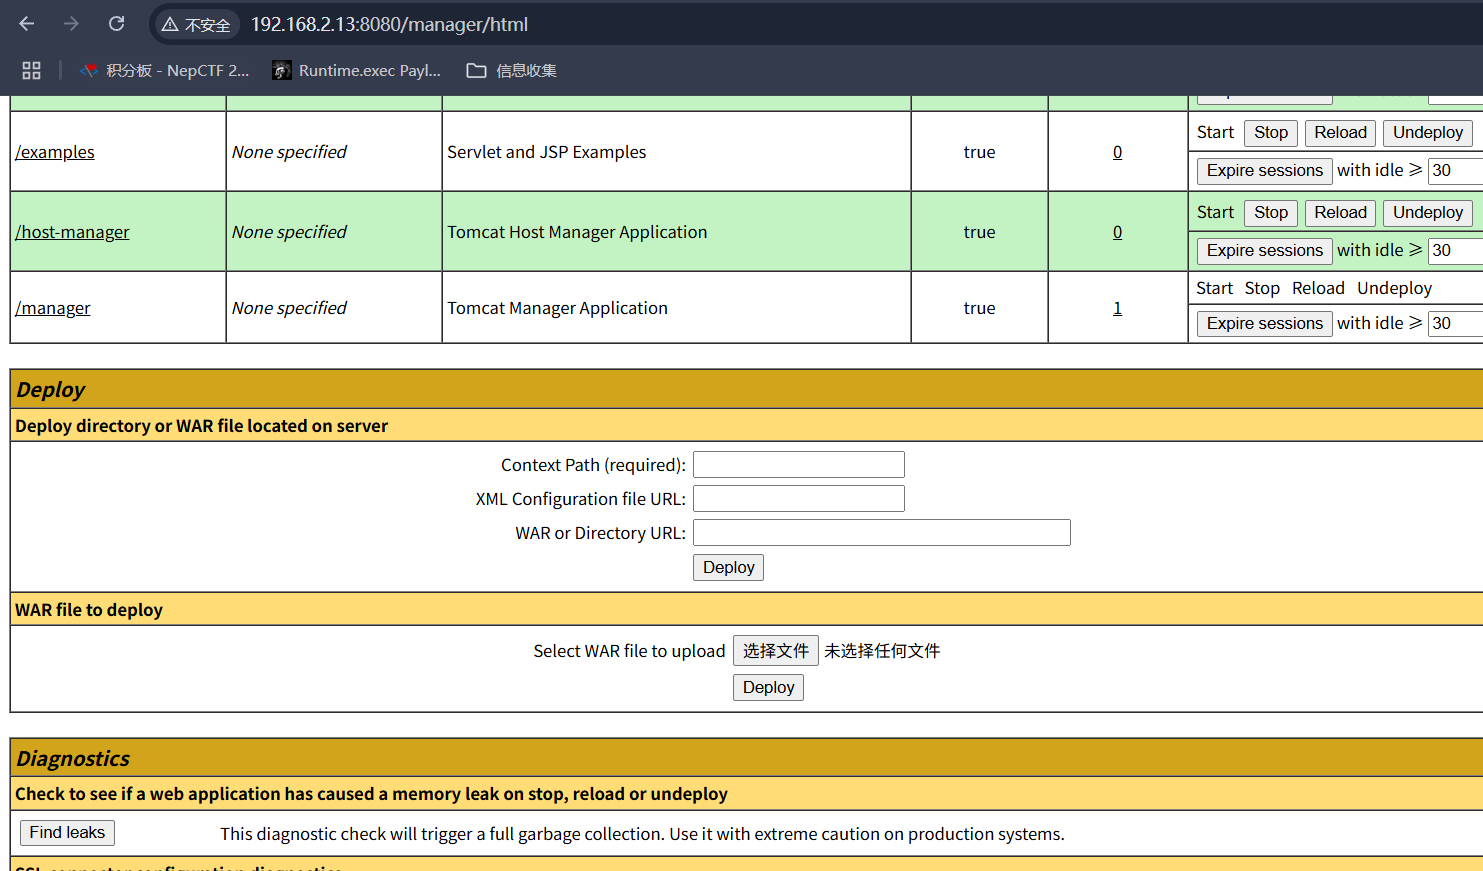 不安全 192.168.2.13:8080/manager/html
积分板 - NepCTF 2... Runtime.exec Payl... 信息收集
/examples None specified Servlet and JSP Examples true 0 Start Stop Reload Undeploy
Expire sessions with idle ≥ 30
/host-manager None specified Tomcat Host Manager Application true 0 Start Stop Reload Undeploy
Expire sessions with idle ≥ 30
/manager None specified Tomcat Manager Application true 1 Start Stop Reload Undeploy
Expire sessions with idle ≥ 30
Deploy
Deploy directory or WAR file located on server
Context Path (required):
XML Configuration file URL:
WAR or Directory URL:
Deploy
WAR file to deploy
Select WAR file to upload 选择文件 未选择任何文件
Deploy
Diagnostics
Check to see if a web application has caused a memory leak on stop, reload or undeploy
Find leaks This diagnostic check will trigger a full garbage collection. Use it with extreme caution on production systems.